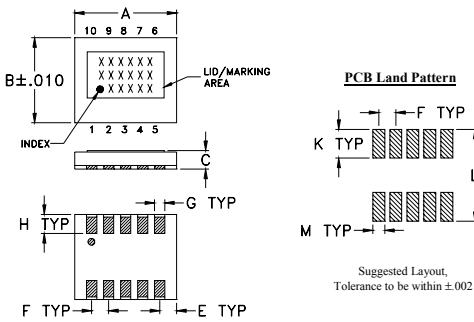 A
10 9 8 7 6
B±.010
XXXXXX
XXXXXX
XXXXXX
LID/MARKING
AREA
INDEX
1 2 3 4 5
C
G TYP
H TYP
F TYP
E TYP
PCB Land Pattern
F TYP
K TYP
L
M TYP
Suggested Layout,
Tolerance to be within ±.002